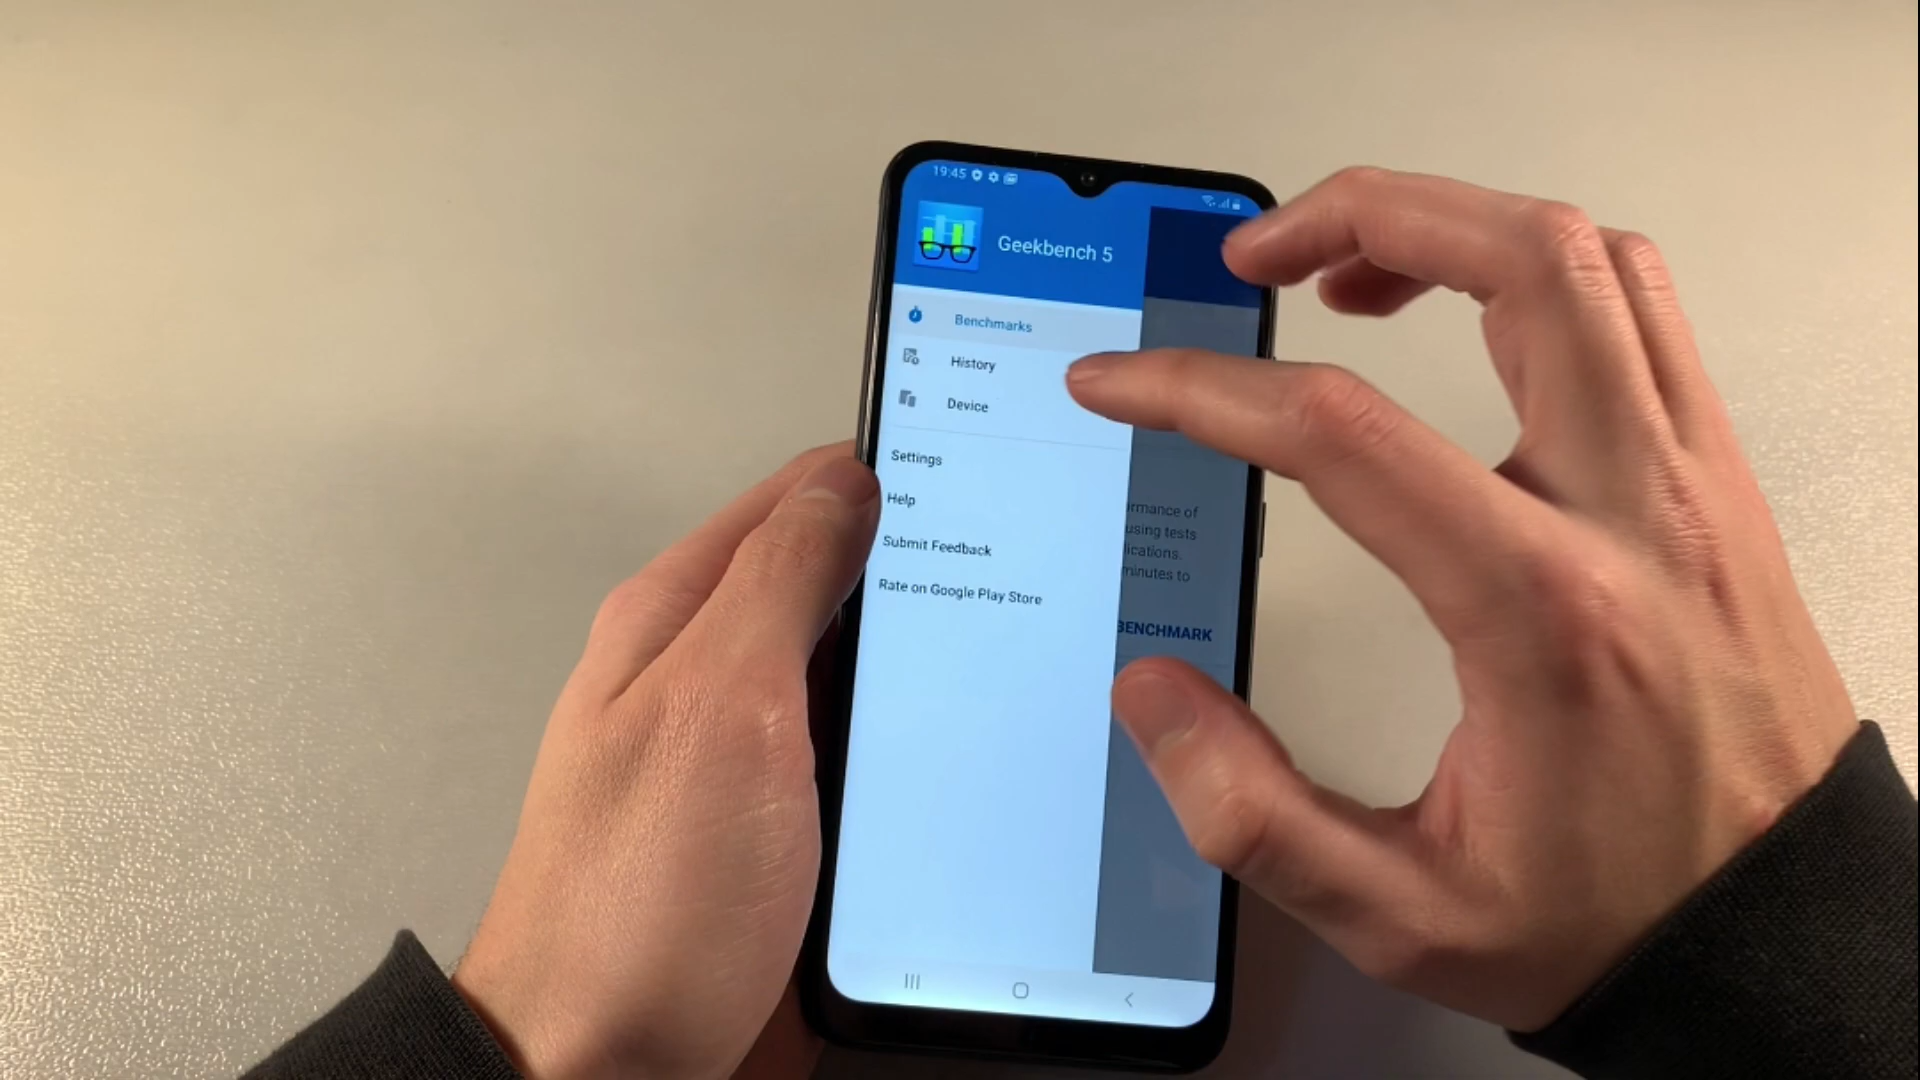 19:45
Geekbench 5
Benchmarks
History
Device
Settings
Help
Submit Feedback
Rate on Google Play Store
rmance of
using tests
lications.
minutes to
BENCHMARK